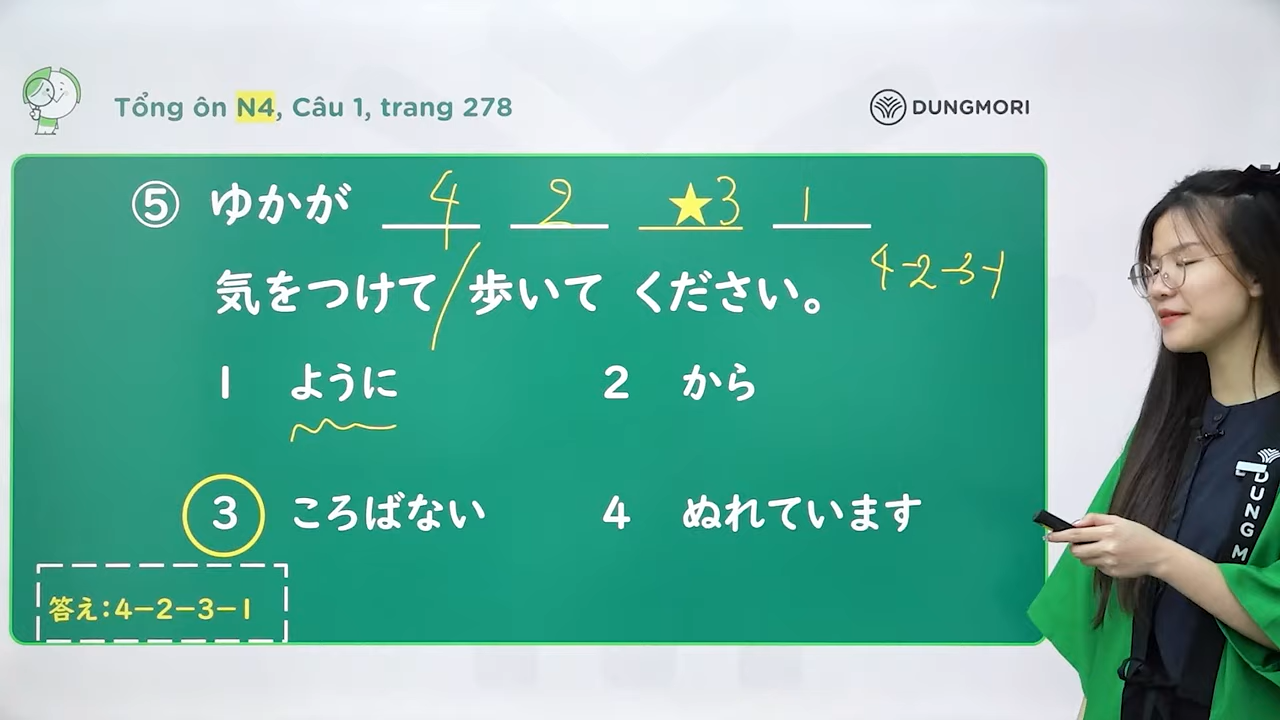 Tổng ôn N4, Câu 1, trang 278
DUNGMORI
⑤ ゆかが 4 2 ★3 1
気をつけて/歩いて ください。 4-2-3-1
1 ように 2 から
3 ころばない 4 ぬれています
答え:4-2-3-1
DUNG M